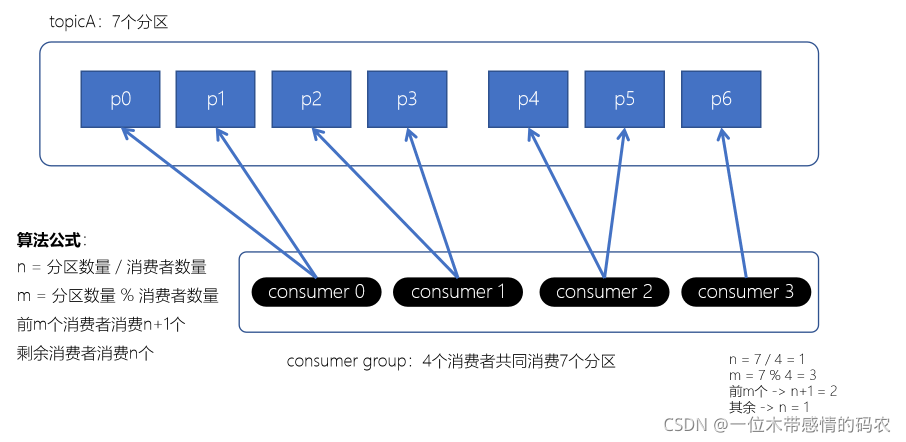 topicA：7个分区
p0 p1 p2 p3 p4 p5 p6
算法公式：
n = 分区数量 / 消费者数量
m = 分区数量 % 消费者数量
前m个消费者消费n+1个
剩余消费者消费n个
consumer 0 consumer 1 consumer 2 consumer 3
consumer group：4个消费者共同消费7个分区
n = 7 / 4 = 1
m = 7 % 4 = 3
前m个 -> n+1 = 2
其余 -> n = 1
CSDN @一位木带感情的码农